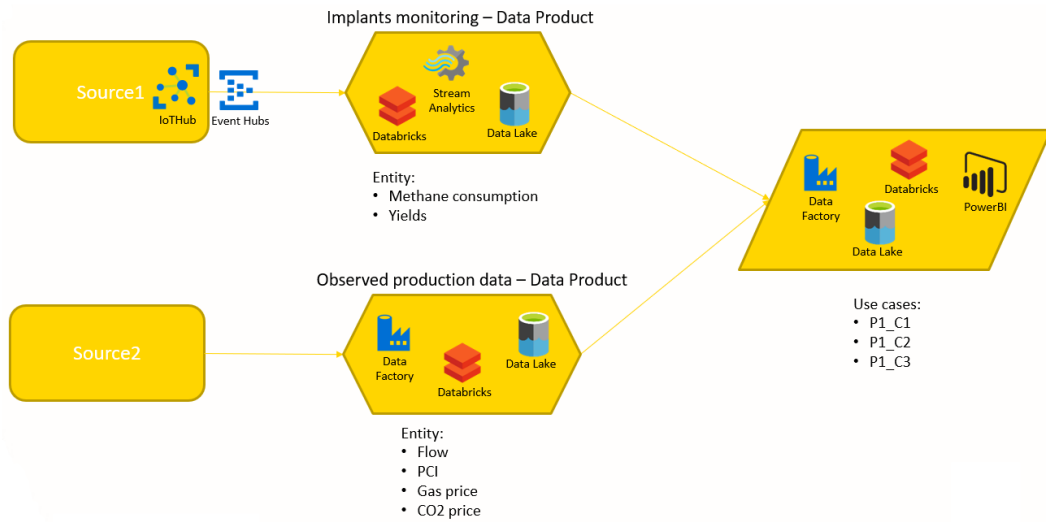 Implants monitoring – Data Product
Source1
IoTHub
Event Hubs
Stream
Analytics
Databricks
Data Lake
Entity:
• Methane consumption
• Yields
Data
Factory
Databricks
PowerBI
Data Lake
Observed production data – Data Product
Source2
Data
Factory
Databricks
Data Lake
Use cases:
• P1_C1
• P1_C2
• P1_C3
Entity:
• Flow
• PCI
• Gas price
• CO2 price